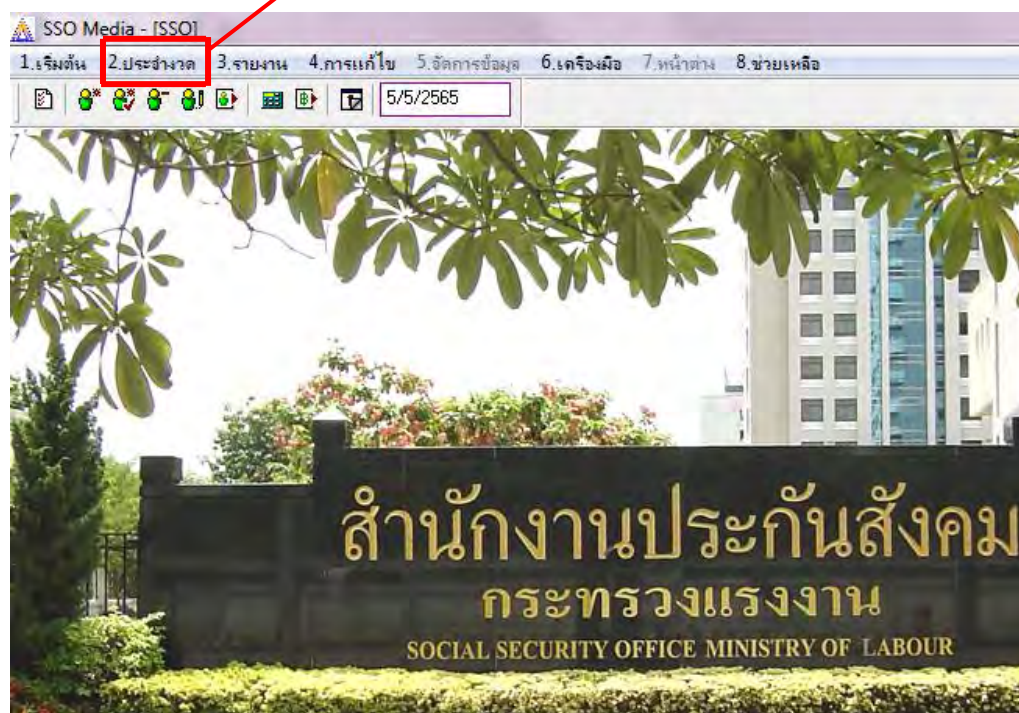 SSO Media - [SSO]
1.เริ่มต้น 2.ประจำงวด 3.รายงาน 4.การแก้ไข 5.จัดการข้อมูล 6.เครื่องมือ 7.หน้าต่าง 8.ช่วยเหลือ
5/5/2565
สำนักงานประกันสังคม
กระทรวงแรงงาน
SOCIAL SECURITY OFFICE MINISTRY OF LABOUR